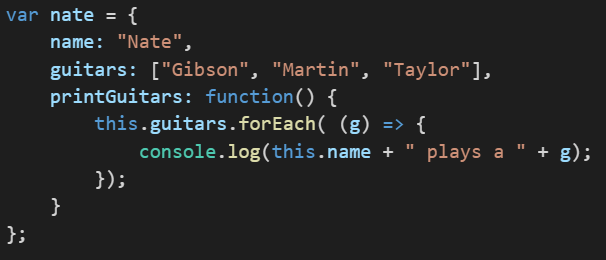 var nate = {
    name: "Nate",
    guitars: ["Gibson", "Martin", "Taylor"],
    printGuitars: function() {
        this.guitars.forEach( (g) => {
            console.log(this.name + " plays a " + g);
        });
    }
};